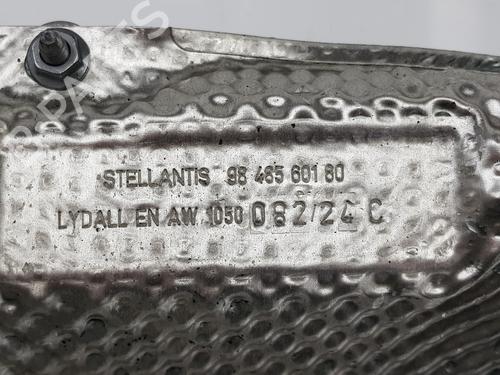 STELLANTIS 98 465 601 80
LYDALL EN AW 1050 082/24 C